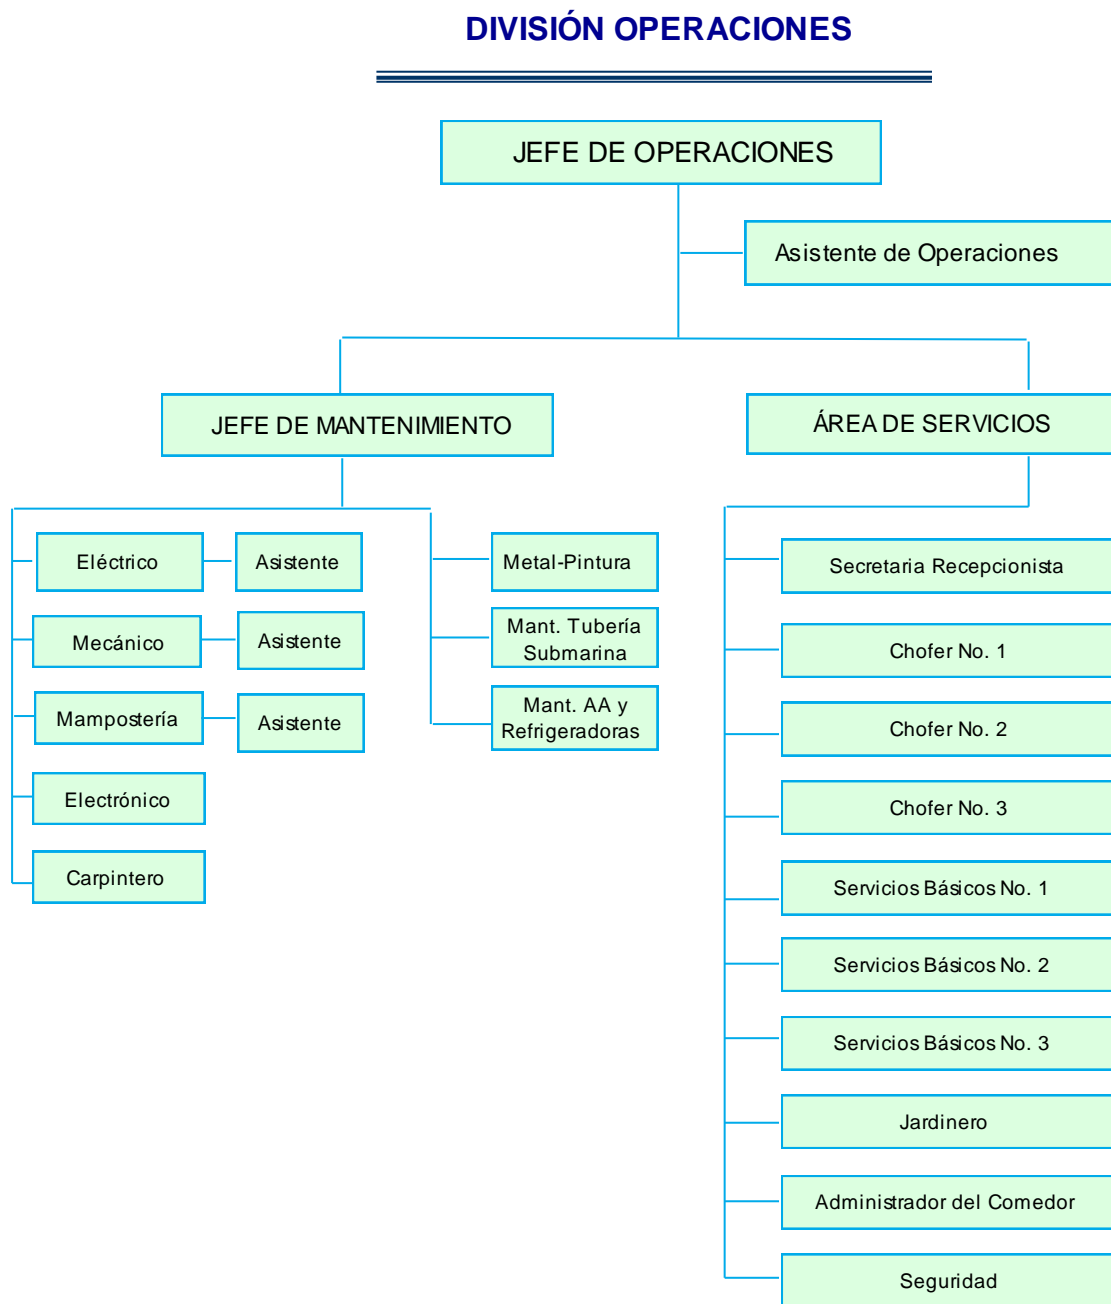 DIVISIÓN OPERACIONES
JEFE DE OPERACIONES
Asistente de Operaciones
JEFE DE MANTENIMIENTO
ÁREA DE SERVICIOS
Eléctrico
Asistente
Mecánico
Asistente
Mampostería
Asistente
Electrónico
Carpintero
Metal-Pintura
Mant. Tubería
Submarina
Mant. AA y
Refrigeradoras
Secretaria Recepcionista
Chofer No. 1
Chofer No. 2
Chofer No. 3
Servicios Básicos No. 1
Servicios Básicos No. 2
Servicios Básicos No. 3
Jardinero
Administrador del Comedor
Seguridad